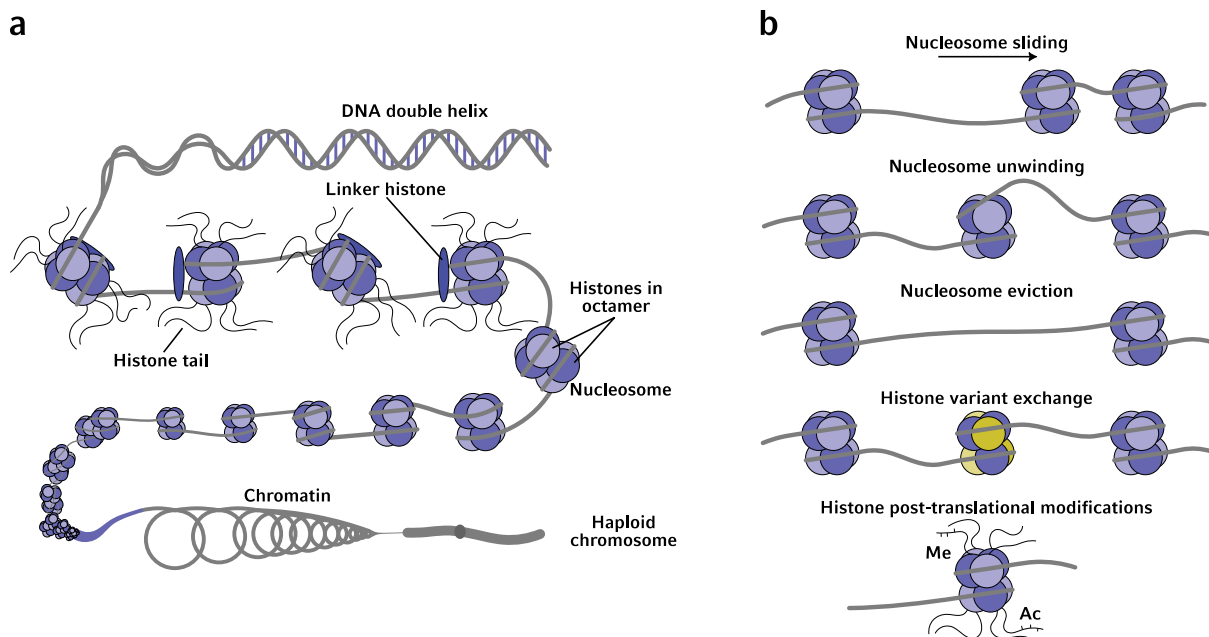 a
DNA double helix
Linker histone
Histones in
octamer
Histone tail
Nucleosome
Chromatin
Haploid
chromosome
b
Nucleosome sliding
Nucleosome unwinding
Nucleosome eviction
Histone variant exchange
Histone post-translational modifications
Me
Ac